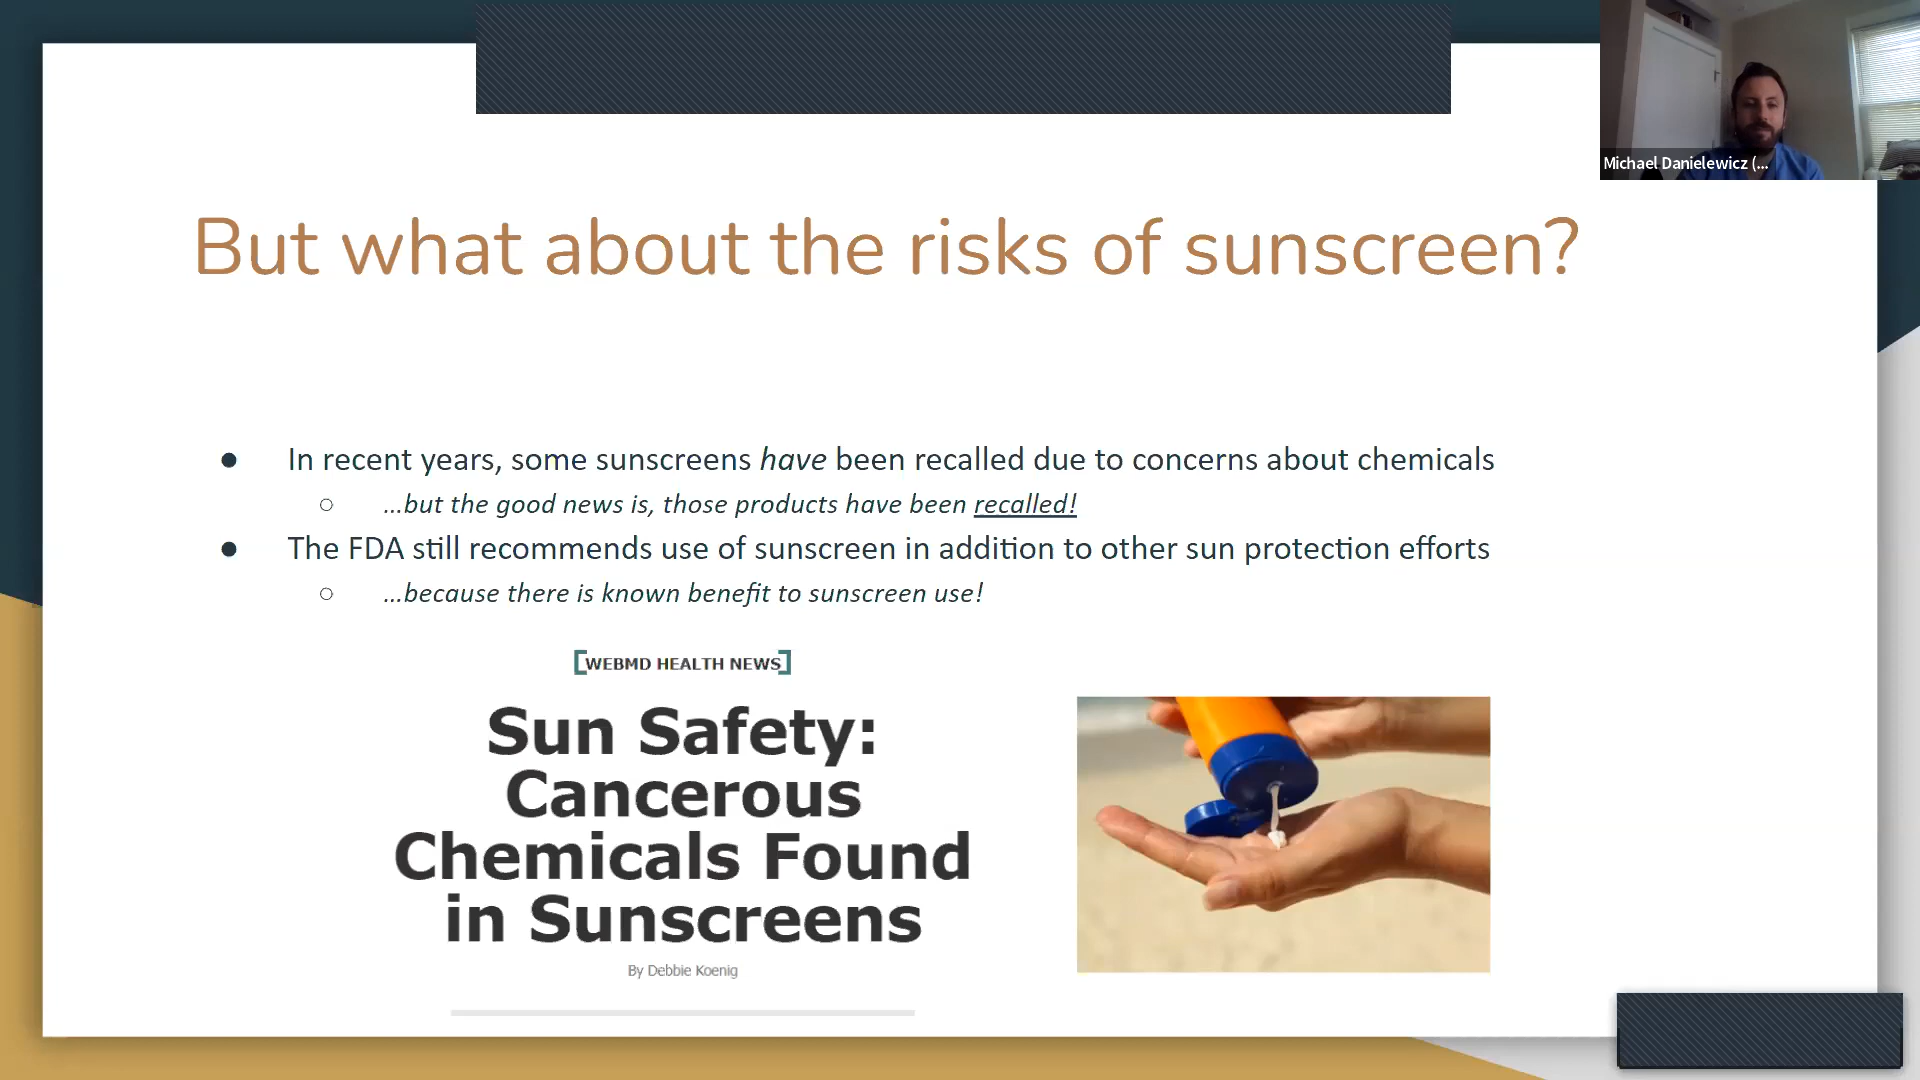 Michael Danielewicz (...
But what about the risks of sunscreen?
● In recent years, some sunscreens have been recalled due to concerns about chemicals
○ ...but the good news is, those products have been recalled!
● The FDA still recommends use of sunscreen in addition to other sun protection efforts
○ ...because there is known benefit to sunscreen use!
[WEBMD HEALTH NEWS]
Sun Safety:
Cancerous
Chemicals Found
in Sunscreens
By Debbie Koenig